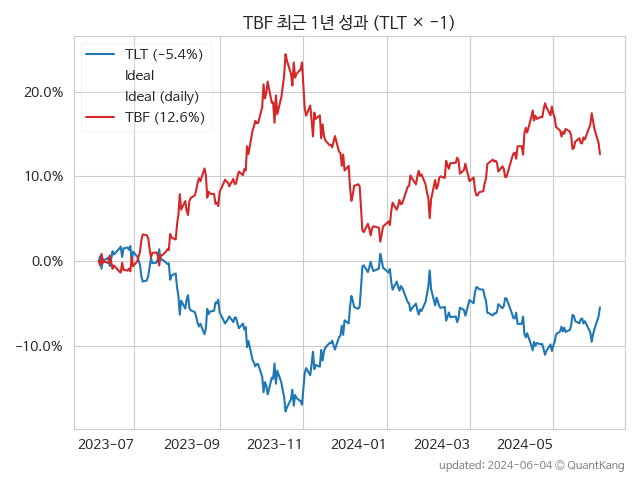 TBF 최근 1년 성과 (TLT × −1)
TLT (−5.4%)
Ideal
Ideal (daily)
TBF (12.6%)
20.0%
10.0%
0.0%
−10.0%
2023−07
2023−09
2023−11
2024−01
2024−03
2024−05
updated: 2024-06-04 © QuantKang